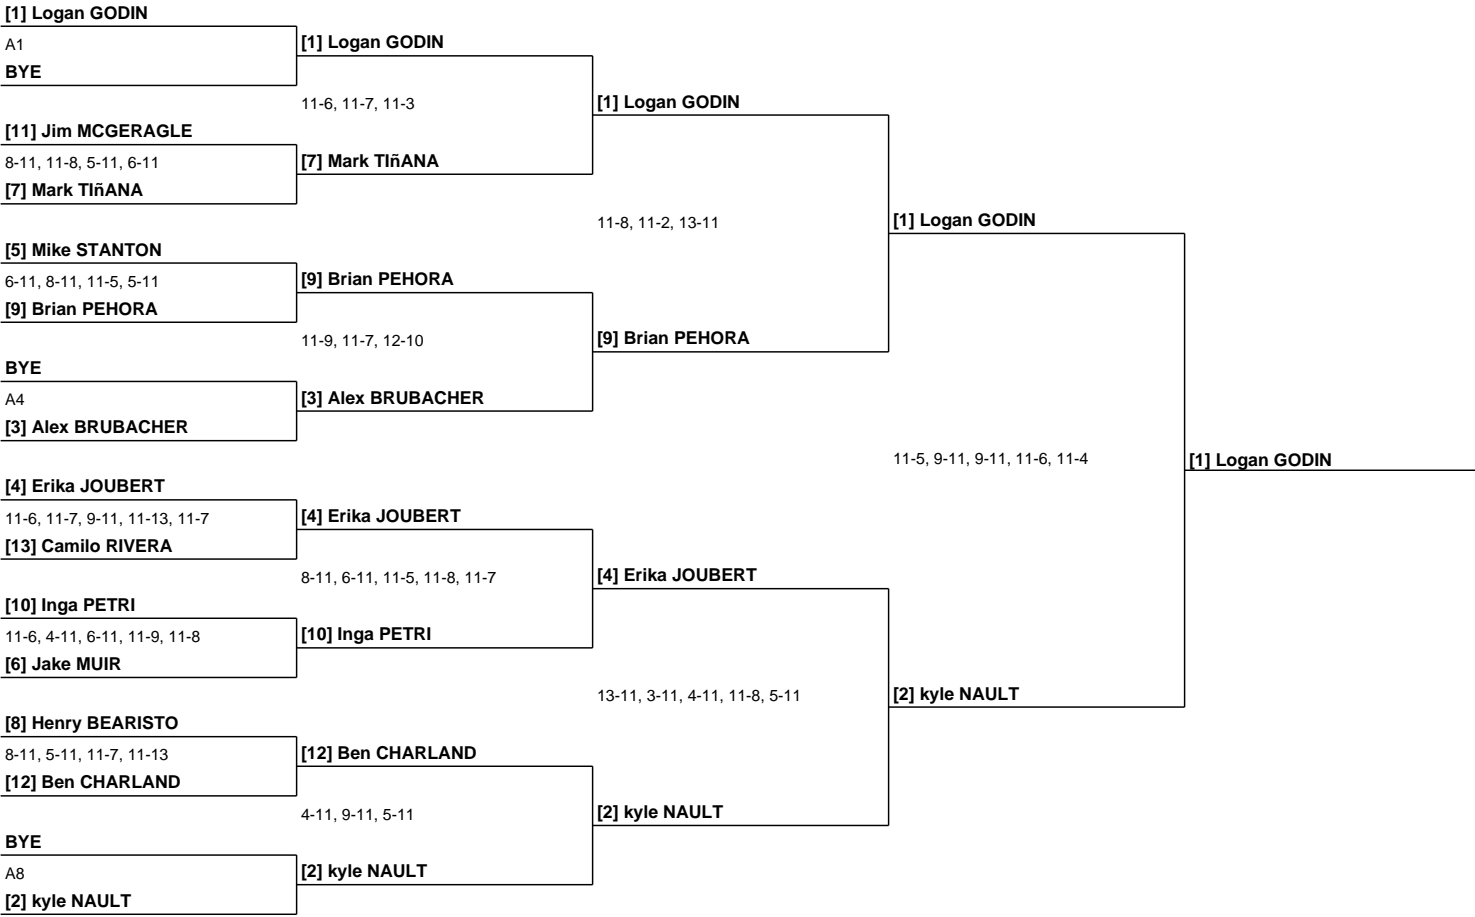 [1] Logan GODIN
A1
BYE
[11] Jim MCGERAGLE
8-11, 11-8, 5-11, 6-11
[7] Mark TIñANA
[5] Mike STANTON
6-11, 8-11, 11-5, 5-11
[9] Brian PEHORA
BYE
A4
[3] Alex BRUBACHER
[4] Erika JOUBERT
11-6, 11-7, 9-11, 11-13, 11-7
[13] Camilo RIVERA
[10] Inga PETRI
11-6, 4-11, 6-11, 11-9, 11-8
[6] Jake MUIR
[8] Henry BEARISTO
8-11, 5-11, 11-7, 11-13
[12] Ben CHARLAND
BYE
A8
[2] kyle NAULT
[1] Logan GODIN
11-6, 11-7, 11-3
[7] Mark TIñANA
[9] Brian PEHORA
11-9, 11-7, 12-10
[3] Alex BRUBACHER
[4] Erika JOUBERT
8-11, 6-11, 11-5, 11-8, 11-7
[10] Inga PETRI
[12] Ben CHARLAND
4-11, 9-11, 5-11
[2] kyle NAULT
[1] Logan GODIN
11-8, 11-2, 13-11
[9] Brian PEHORA
[4] Erika JOUBERT
13-11, 3-11, 4-11, 11-8, 5-11
[2] kyle NAULT
[1] Logan GODIN
11-5, 9-11, 9-11, 11-6, 11-4
[2] kyle NAULT
[1] Logan GODIN